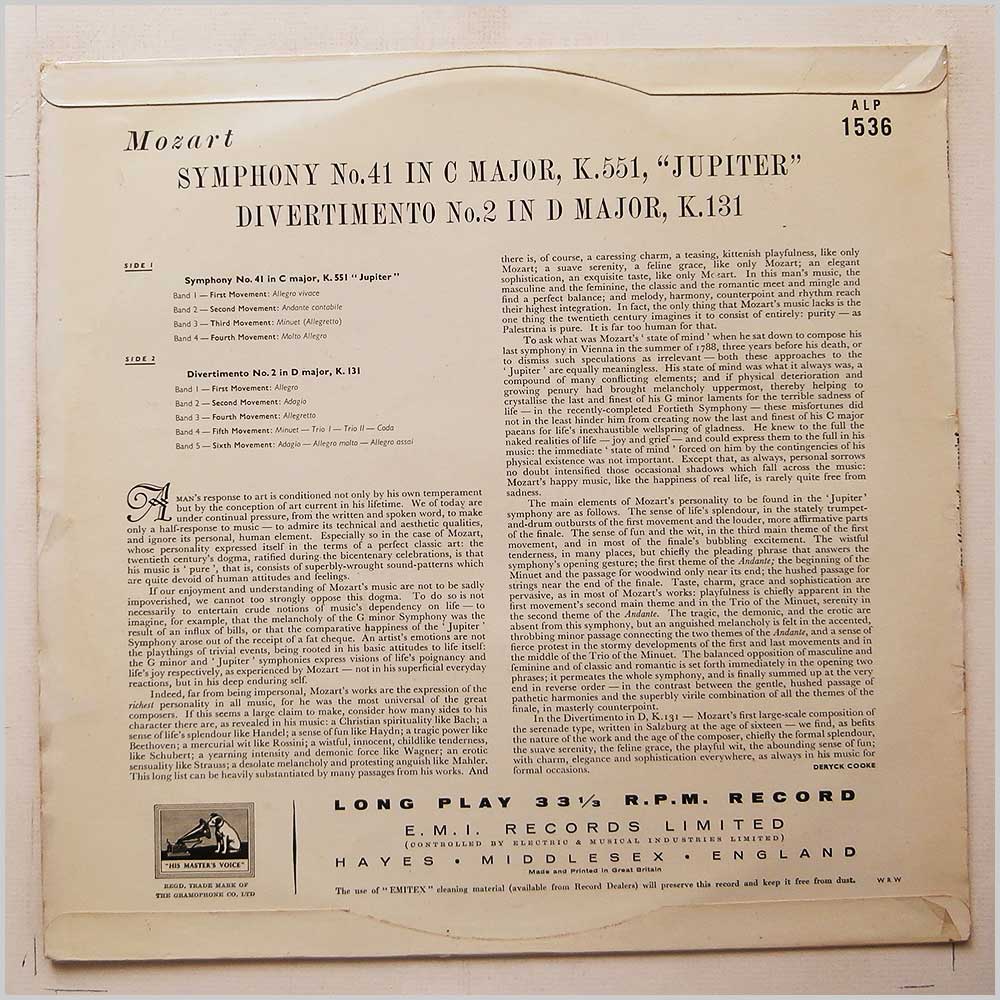 ALP
1536
Mozart
SYMPHONY No.41 IN C MAJOR, K.551, “JUPITER”
DIVERTIMENTO No.2 IN D MAJOR, K.131
SIDE 1
Symphony No. 41 in C major, K. 551 “Jupiter”
Band 1 — First Movement: Allegro vivace
Band 2 — Second Movement: Andante cantabile
Band 3 — Third Movement: Minuet (Allegretto)
Band 4 — Fourth Movement: Molto Allegro
SIDE 2
Divertimento No. 2 in D major, K. 131
Band 1 — First Movement: Allegro
Band 2 — Second Movement: Adagio
Band 3 — Fourth Movement: Allegretto
Band 4 — Fifth Movement: Minuet — Trio I — Trio II — Coda
Band 5 — Sixth Movement: Adagio — Allegro molto — Allegro assai
A MAN'S response to art is conditioned not only by his own temperament
but by the conception of art current in his lifetime. We of today are
under continual pressure, from the written and spoken word, to make
only a half-response to music — to admire its technical and aesthetic qualities,
and ignore its personal, human element. Especially so in the case of Mozart,
whose personality expressed itself in the terms of a perfect classic art: the
twentieth century's dogma, ratified during the bicentenary celebrations, is that
his music is ' pure ', that is, consists of superbly-wrought sound-patterns which
are quite devoid of human attitudes and feelings.
If our enjoyment and understanding of Mozart's music are not to be sadly
impoverished, we cannot too strongly oppose this dogma. To do so is not
necessarily to entertain crude notions of music's dependency on life — to
imagine, for example, that the melancholy of the G minor Symphony was the
result of an influx of bills, or that the comparative happiness of the ' Jupiter '
Symphony arose out of the receipt of a fat cheque. An artist's emotions are not
the playthings of trivial events, being rooted in his basic attitudes to life itself:
the G minor and ' Jupiter ' symphonies express visions of life's poignancy and
life's joy respectively, as experienced by Mozart — not in his superficial everyday
reactions, but in his deep enduring self.
Indeed, far from being impersonal, Mozart's works are the expression of the
richest personality in all music, for he was the most universal of the great
composers. If this seems a large claim to make, consider how many sides to his
character there are, as revealed in his music: a Christian spirituality like Bach; a
sense of life's splendour like Handel; a sense of fun like Haydn; a tragic power like
Beethoven; a mercurial wit like Rossini; a wistful, innocent, childlike tenderness,
like Schubert; a yearning intensity and demonic force like Wagner; an erotic
sensuality like Strauss; a desolate melancholy and protesting anguish like Mahler.
This long list can be heavily substantiated by many passages from his works. And
there is, of course, a caressing charm, a teasing, kittenish playfulness, like only
Mozart; a suave serenity, a feline grace, like only Mozart; an elegant
sophistication, an exquisite taste, like only Mozart. In this man's music, the
masculine and the feminine, the classic and the romantic meet and mingle and
find a perfect balance; and melody, harmony, counterpoint and rhythm reach
their highest integration. In fact, the only thing that Mozart's music lacks is the
one thing the twentieth century imagines it to consist of entirely: purity — as
Palestrina is pure. It is far too human for that.
To ask what was Mozart's ' state of mind ' when he sat down to compose his
last symphony in Vienna in the summer of 1788, three years before his death, or
to dismiss such speculations as irrelevant — both these approaches to the
' Jupiter ' are equally meaningless. His state of mind was what it always was, a
compound of many conflicting elements; and if physical deterioration and
growing penury had brought melancholy uppermost, thereby helping to
crystallise the last and finest of his G minor laments for the terrible sadness of
life — in the recently-completed Fortieth Symphony — these misfortunes did
not in the least hinder him from creating now the last and finest of his C major
paeans for life's inexhaustible wellspring of gladness. He knew to the full the
naked realities of life — joy and grief — and could express them to the full in his
music: the immediate ' state of mind ' forced on him by the contingencies of his
physical existence was not important. Except that, as always, personal sorrows
no doubt intensified those occasional shadows which fall across the music:
Mozart's happy music, like the happiness of real life, is rarely quite free from
sadness.
The main elements of Mozart's personality to be found in the ' Jupiter '
symphony are as follows. The sense of life's splendour, in the stately trumpet-
and-drum outbursts of the first movement and the louder, more affirmative parts
of the finale. The sense of fun and the wit, in the third main theme of the first
movement, and in most of the finale's bubbling excitement. The wistful
tenderness, in many places, but chiefly the pleading phrase that answers the
symphony's opening gesture; the first theme of the Andante; the beginning of the
Minuet and the passage for woodwind only near its end; the hushed passage for
strings near the end of the finale. Taste, charm, grace and sophistication are
pervasive, as in most of Mozart's works: playfulness is chiefly apparent in the
first movement's second main theme and in the Trio of the Minuet, serenity in
the second theme of the Andante. The tragic, the demonic, and the erotic are
absent from this symphony, but an anguished melancholy is felt in the accented,
throbbing minor passage connecting the two themes of the Andante, and a sense of
fierce protest in the stormy developments of the first and last movements and in
the middle of the Trio of the Minuet. The balanced opposition of masculine and
feminine and of classic and romantic is set forth immediately in the opening two
phrases; it permeates the whole symphony, and is finally summed up at the very
end in reverse order — in the contrast between the gentle, hushed passage of
pathetic harmonies and the superbly virile combination of all the themes of the
finale, in masterly counterpoint.
In the Divertimento in D, K.131 — Mozart's first large-scale composition of
the serenade type, written in Salzburg at the age of sixteen — we find, as befits
the nature of the work and the age of the composer, chiefly the formal splendour,
the suave serenity, the feline grace, the playful wit, the abounding sense of fun;
with charm, elegance and sophistication everywhere, as always in his music for
formal occasions.
DERYCK COOKE
"HIS MASTER'S VOICE"
REGD. TRADE MARK OF
THE GRAMOPHONE CO. LTD
LONG PLAY 33⅓ R.P.M. RECORD
E.M.I. RECORDS LIMITED
(CONTROLLED BY ELECTRIC & MUSICAL INDUSTRIES LIMITED)
HAYES • MIDDLESEX • ENGLAND
Made and Printed in Great Britain
The use of "EMITEX" cleaning material (available from Record Dealers) will preserve this record and keep it free from dust.
W R W